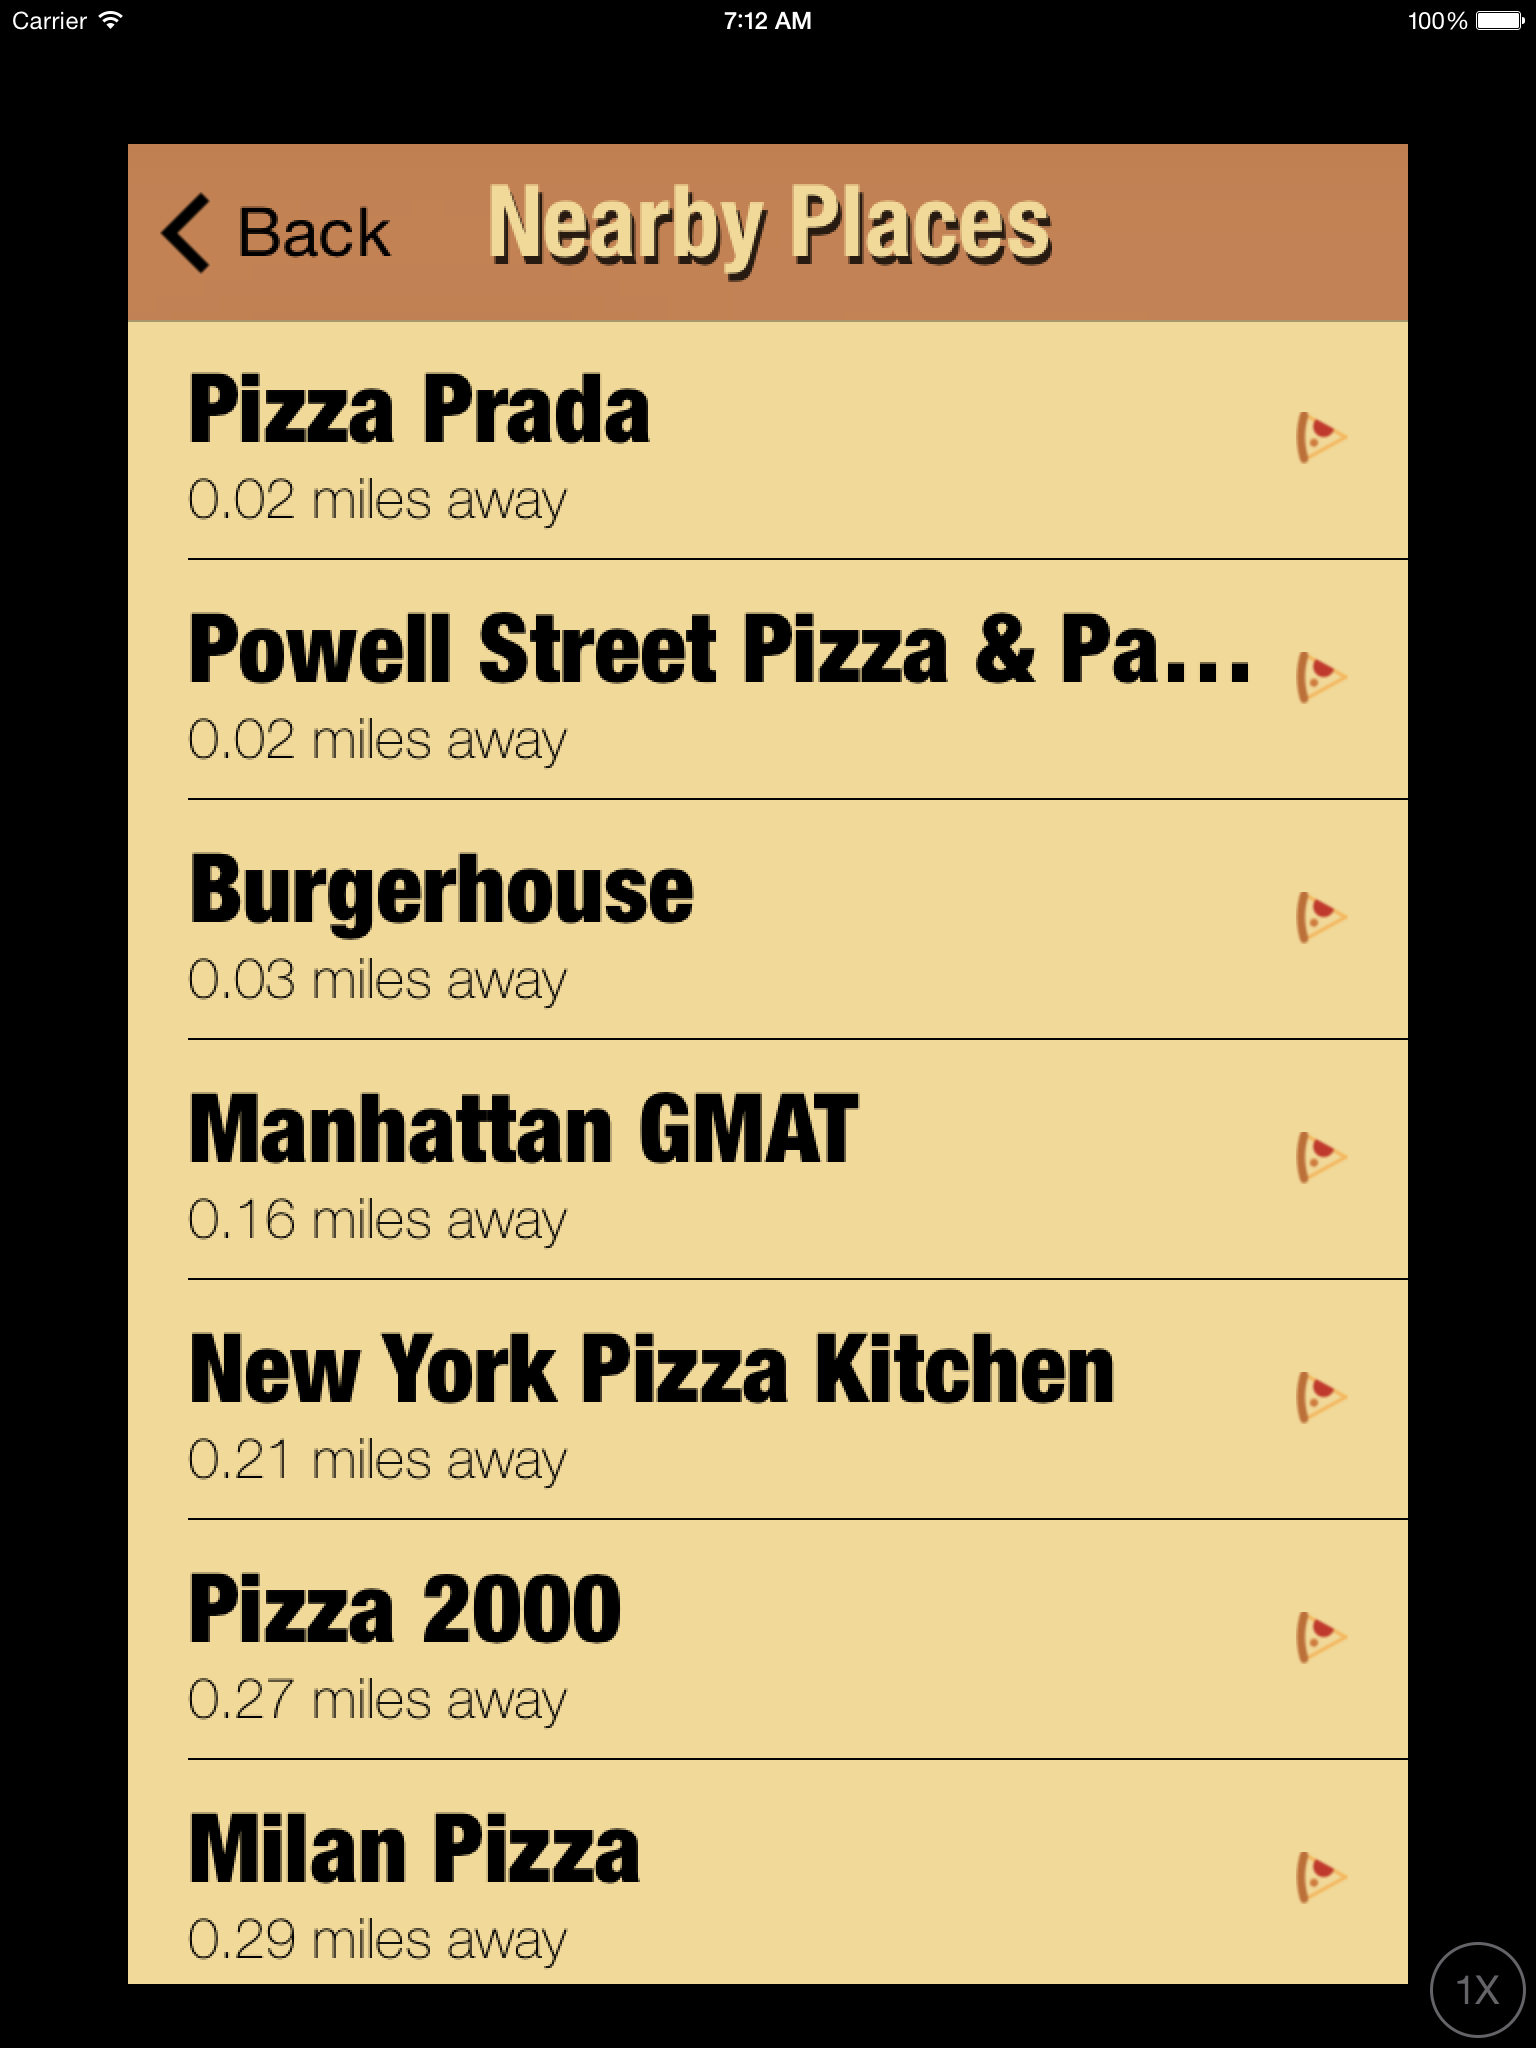 Carrier 7:12 AM 100%
Back Nearby Places
Pizza Prada
0.02 miles away
Powell Street Pizza & Pa...
0.02 miles away
Burgerhouse
0.03 miles away
Manhattan GMAT
0.16 miles away
New York Pizza Kitchen
0.21 miles away
Pizza 2000
0.27 miles away
Milan Pizza
0.29 miles away
1X